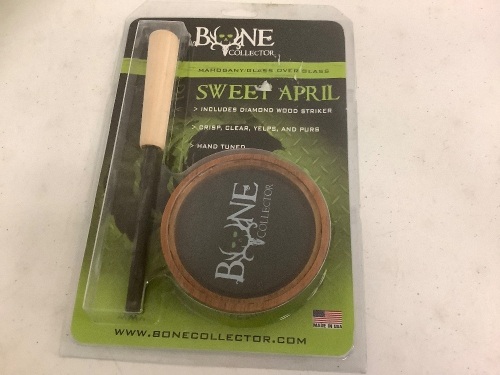 BONE
COLLECTOR
MAHOGANY/BLUES OVER GLASS
SWEET APRIL
> INCLUDES DIAMOND WOOD STRIKER
> CRISP, CLEAR, YELPS, AND PURS
> HAND TUNED
BONE
COLLECTOR
MADE IN USA
WWW.BONECOLLECTOR.COM